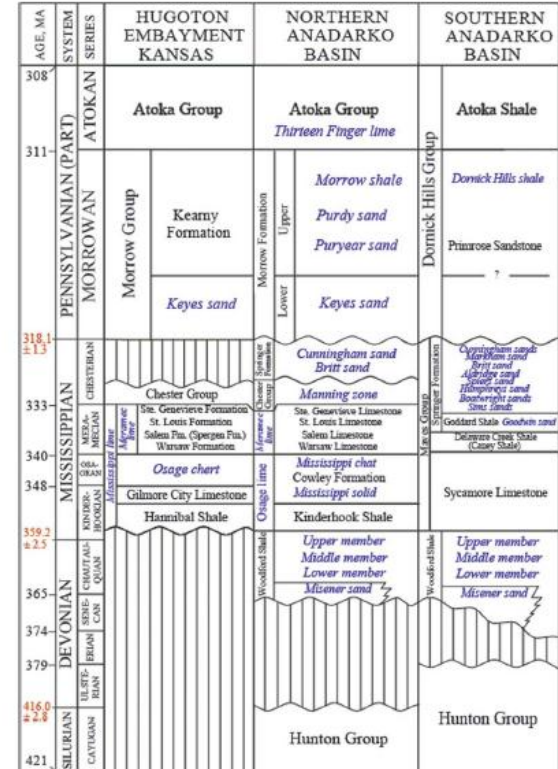 AGE, MA
SYSTEM
SERIES
HUGOTON
EMBAYMENT
KANSAS
NORTHERN
ANADARKO
BASIN
SOUTHERN
ANADARKO
BASIN
308
311
318.1
± 1.3
333
340
348
359.2
± 2.5
365
374
379
416.0
± 2.8
421
PENNSYLVANIAN (PART)
MISSISSIPPIAN
DEVONIAN
SILURIAN
ATOKAN
MORROWAN
CHESTERIAN
MERA-
MECIAN
OSA-
GEAN
KINDER-
HOOKIAN
CHAUTAU-
QUAN
SENE-
CAN
ERIAN
ULSTE-
RIAN
CAYUGAN
Atoka Group
Morrow Group
Kearny
Formation
Keyes sand
Chester Group
Mississippi lime
Meramec
lime
Ste. Genevieve Formation
St. Louis Formation
Salem Fm. (Spergen Fm.)
Warsaw Formation
Osage chert
Gilmore City Limestone
Hannibal Shale
Atoka Group
Thirteen Finger lime
Morrow Formation
Upper
Lower
Morrow shale
Purdy sand
Puryear sand
Keyes sand
Springer
Formation
Cunningham sand
Britt sand
Chester
Group
Manning zone
Meramec
lime
Ste. Genevieve Limestone
St. Louis Limestone
Salem Limestone
Warsaw Limestone
Osage lime
Mississippi chat
Cowley Formation
Mississippi solid
Kinderhook Shale
Woodford Shale
Upper member
Middle member
Lower member
Misener sand
Hunton Group
Dornick Hills Group
Atoka Shale
Dornick Hills shale
Primrose Sandstone
?
Springer Formation
Cunningham sands
Markham sand
Britt sand
Aldridge sand
Spiers sand
Humphreys sand
Boatwright sands
Sims sands
Mayes Group
Goddard Shale Goodwin sand
Delaware Creek Shale
(Caney Shale)
Sycamore Limestone
Woodford Shale
Upper member
Middle member
Lower member
Misener sand
Hunton Group